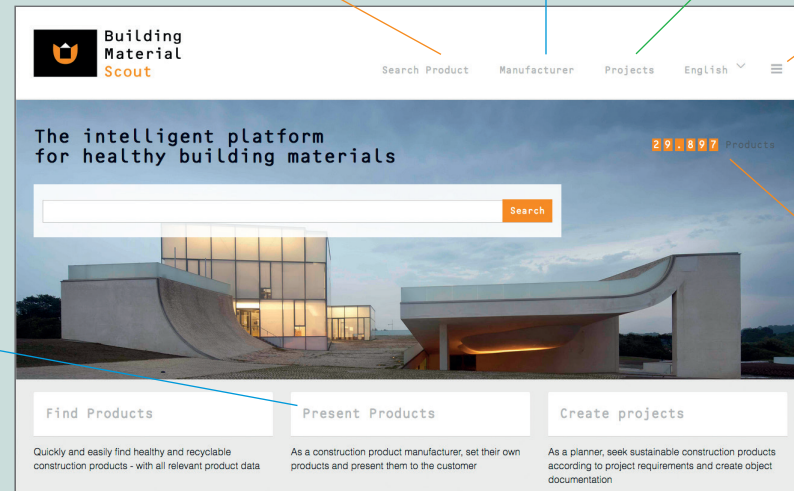 Building
Material
Scout
Search Product Manufacturer Projects English
The intelligent platform
for healthy building materials
29.897 Products
Search
Find Products
Present Products
Create projects
Quickly and easily find healthy and recyclable
construction products - with all relevant product data
As a construction product manufacturer, set their own
products and present them to the customer
As a planner, seek sustainable construction products
according to project requirements and create object
documentation